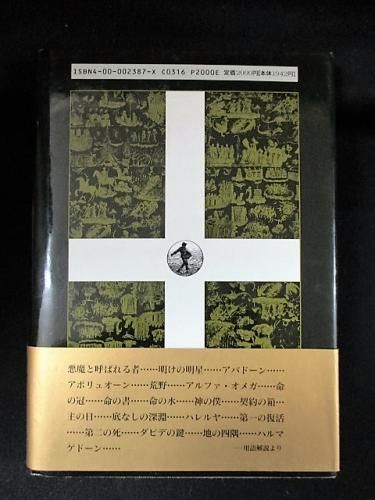 ISBN4-00-002387-X C0316 P2000E 定価2000円(本体1942円)
悪魔と呼ばれる者……明けの明星……アバドーン……
アポリュオーン……荒野……アルファ・オメガ……命
の冠……命の書……命の水……神の僕……契約の箱…
主の日……底なしの深淵……ハレルヤ……第一の復活
……第二の死……ダビデの鍵……地の四隅……ハルマ
ゲドーン……
——用語解説より